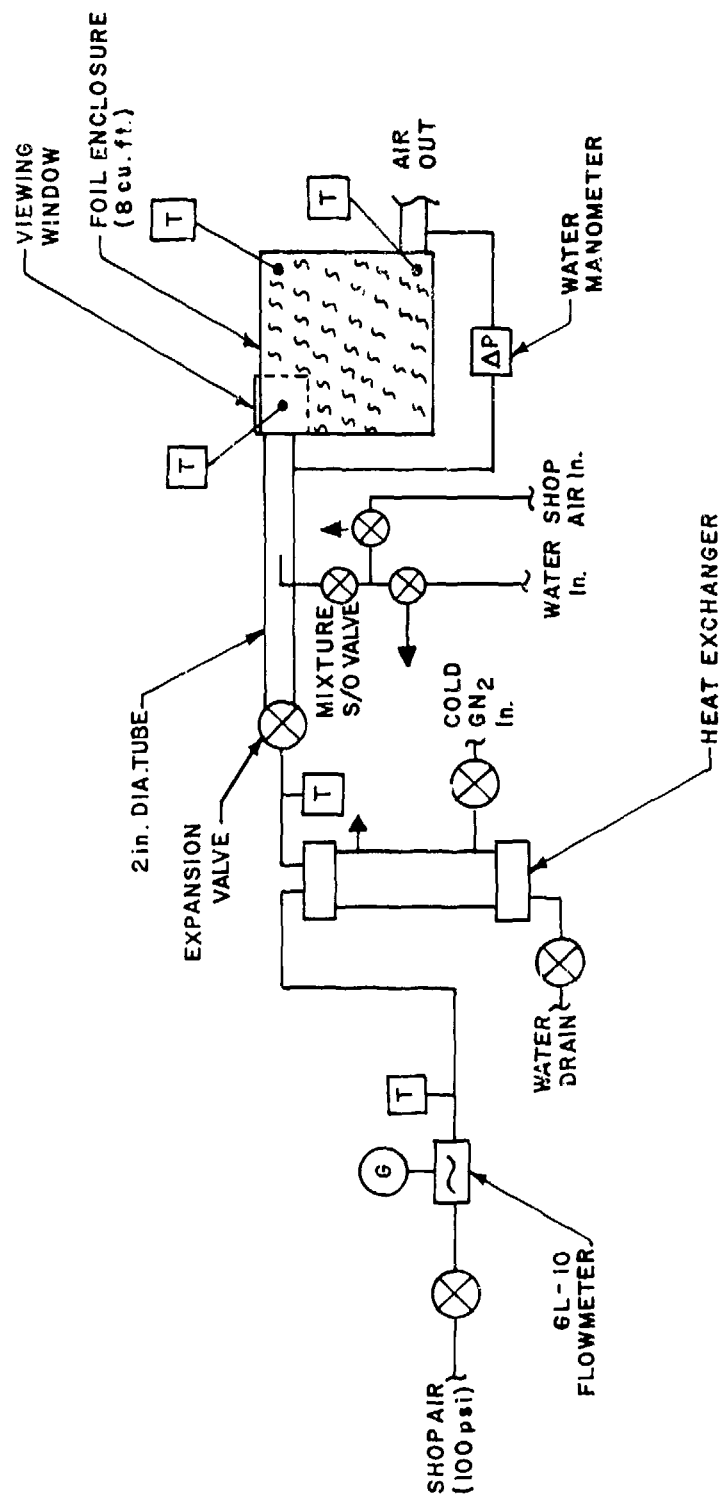 VIEWING
WINDOW
FOIL ENCLOSURE
(8 cu. ft.)
T
T
T
AIR
OUT
2 in. DIA. TUBE
EXPANSION
VALVE
MIXTURE
S/O VALVE
WATER
In.
SHOP
AIR In.
ΔP
WATER
MANOMETER
T
COLD
GN2
In.
HEAT EXCHANGER
WATER
DRAIN
T
G
~
GL-10
FLOWMETER
SHOP AIR
(100 psi)